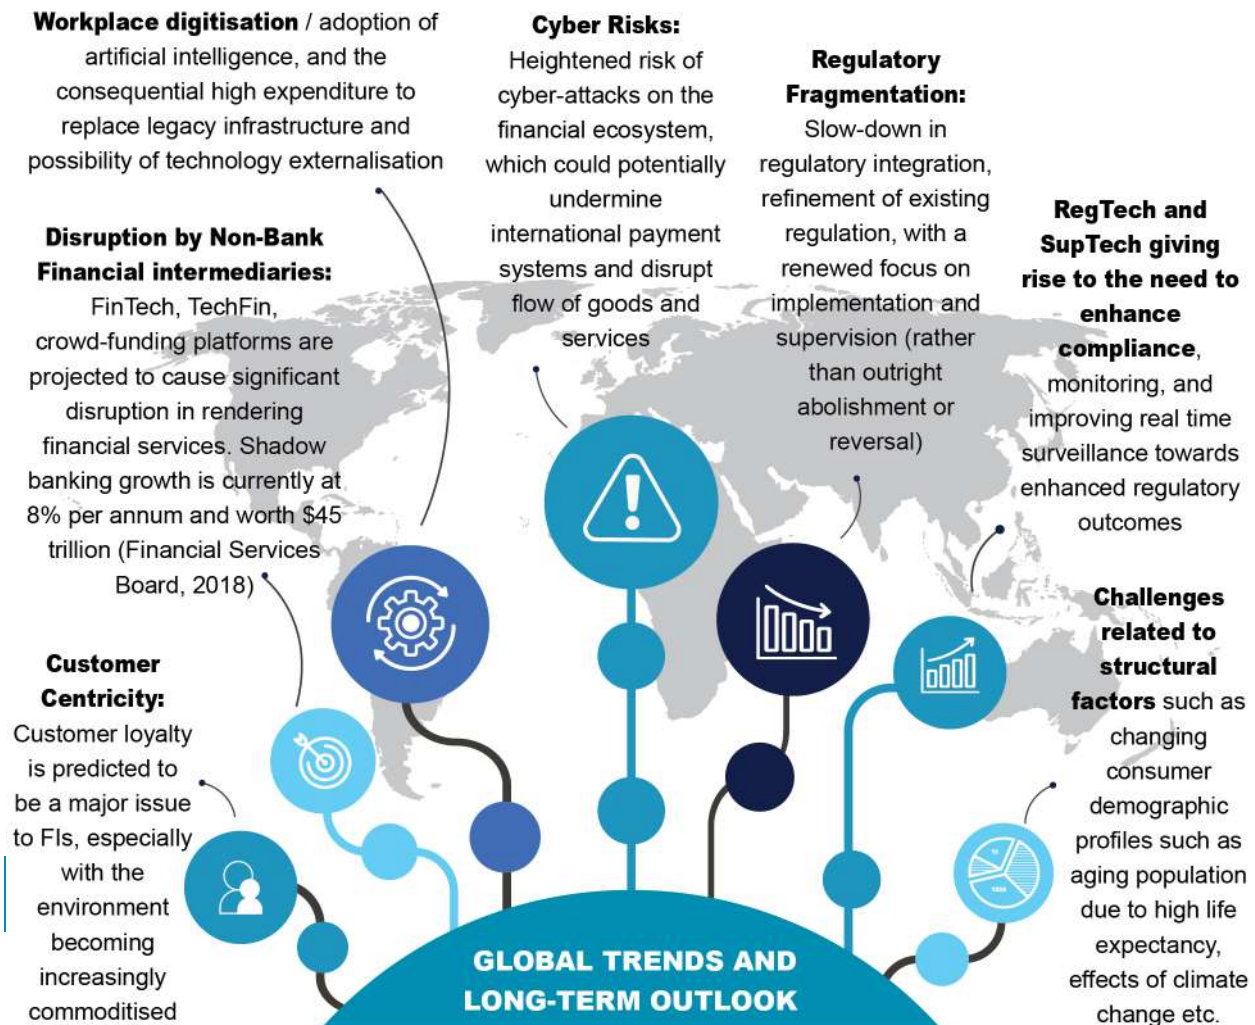 Workplace digitisation / adoption of
artificial intelligence, and the
consequential high expenditure to
replace legacy infrastructure and
possibility of technology externalisation
Cyber Risks:
Heightened risk of
cyber-attacks on the
financial ecosystem,
which could potentially
undermine
international payment
systems and disrupt
flow of goods and
services
Regulatory
Fragmentation:
Slow-down in
regulatory integration,
refinement of existing
regulation, with a
renewed focus on
implementation and
supervision (rather
than outright
abolishment or
reversal)
RegTech and
SupTech giving
rise to the need to
enhance
compliance,
monitoring, and
improving real time
surveillance towards
enhanced regulatory
outcomes
Disruption by Non-Bank
Financial intermediaries:
FinTech, TechFin,
crowd-funding platforms are
projected to cause significant
disruption in rendering
financial services. Shadow
banking growth is currently at
8% per annum and worth $45
trillion (Financial Services
Board, 2018)
Customer
Centricity:
Customer loyalty
is predicted to
be a major issue
to FIs, especially
with the
environment
becoming
increasingly
commoditised
Challenges
related to
structural
factors such as
changing
consumer
demographic
profiles such as
aging population
due to high life
expectancy,
effects of climate
change etc.
GLOBAL TRENDS AND
LONG-TERM OUTLOOK